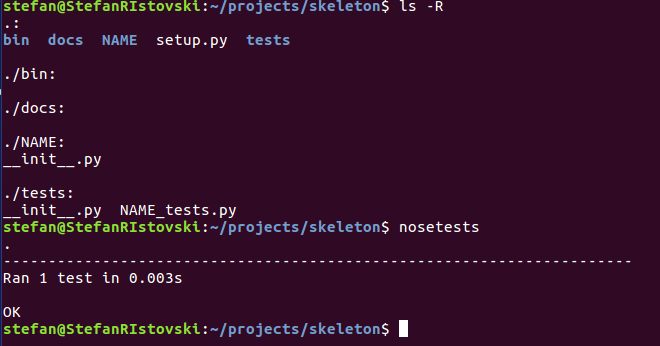 stefan@StefanRIstovski:~/projects/skeleton$ ls -R
.:
bin  docs  NAME  setup.py  tests

./bin:

./docs:

./NAME:
__init__.py

./tests:
__init__.py  NAME_tests.py
stefan@StefanRIstovski:~/projects/skeleton$ nosetests
.
----------------------------------------------------------------------
Ran 1 test in 0.003s

OK
stefan@StefanRIstovski:~/projects/skeleton$